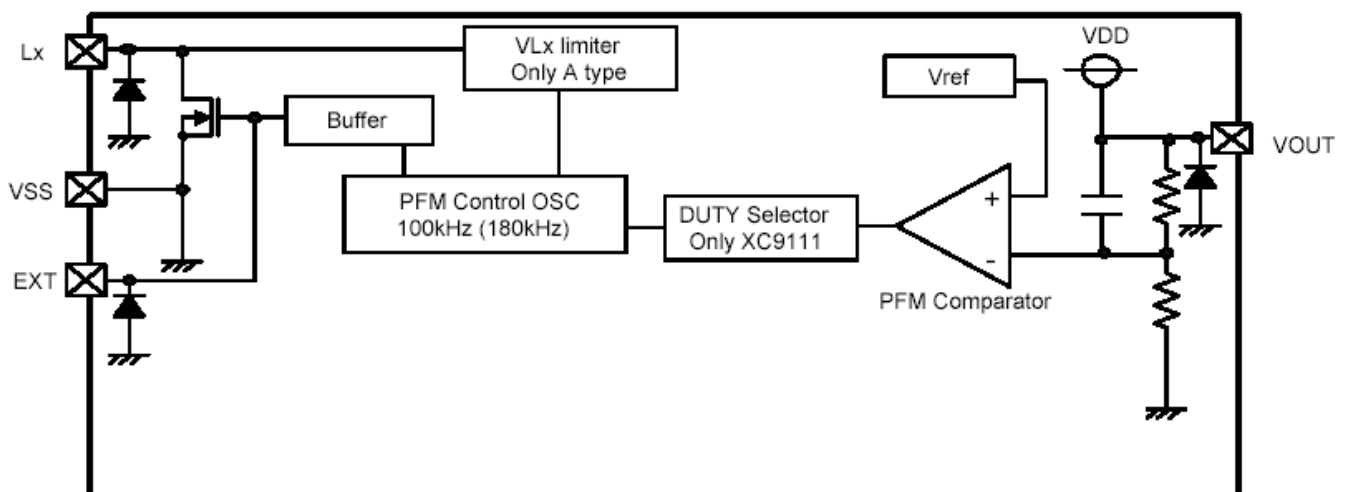 Lx
VLx limiter
Only A type
VDD
Vref
Buffer
VOUT
VSS
PFM Control OSC
100kHz (180kHz)
DUTY Selector
Only XC9111
+
-
EXT
PFM Comparator